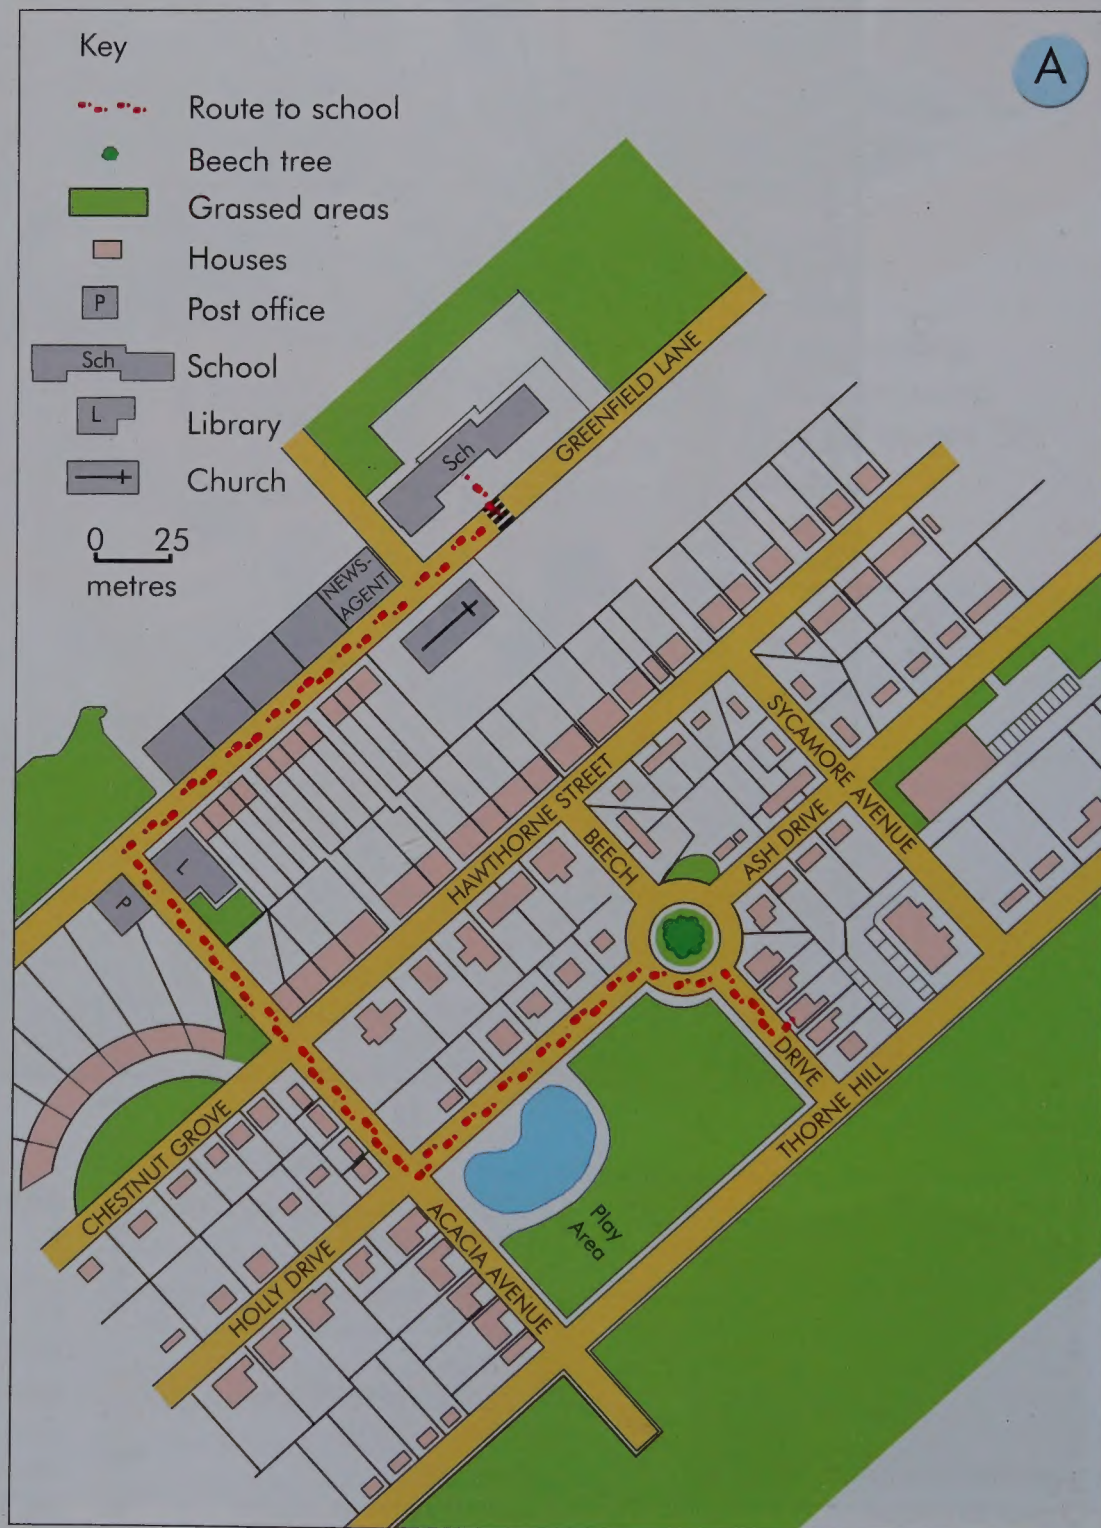 Key
A
Route to school
Beech tree
Grassed areas
Houses
P
Post office
Sch
School
L
Library
Church
0 25
metres
GREENFIELD LANE
Sch
NEWS-
AGENT
SYCAMORE AVENUE
HAWTHORNE STREET
BEECH
ASH DRIVE
L
P
DRIVE
THORNE HILL
CHESTNUT GROVE
Play
Area
ACACIA AVENUE
HOLLY DRIVE